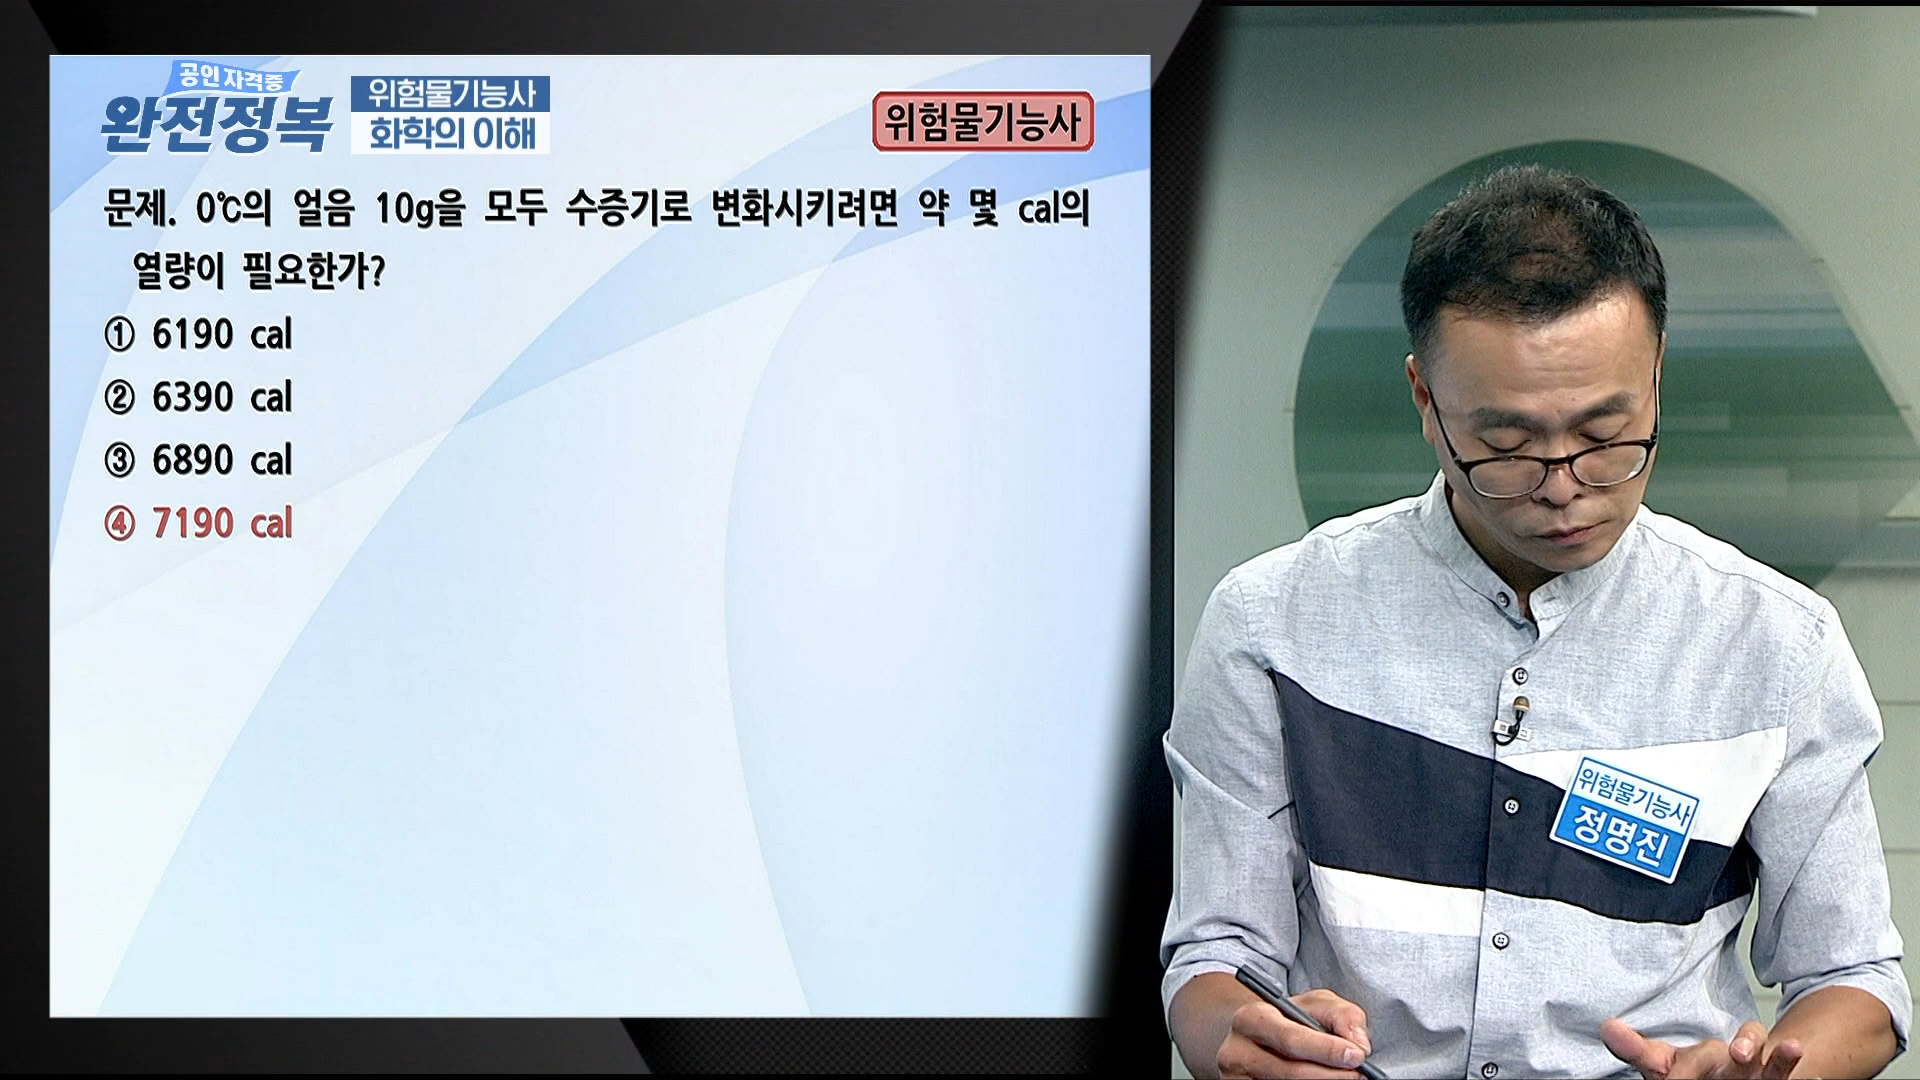 공인 자격증
완전정복
위험물기능사
화학의 이해
위험물기능사
문제. 0℃의 얼음 10g을 모두 수증기로 변화시키려면 약 몇 cal의
열량이 필요한가?
① 6190 cal
② 6390 cal
③ 6890 cal
④ 7190 cal
위험물기능사
정명진